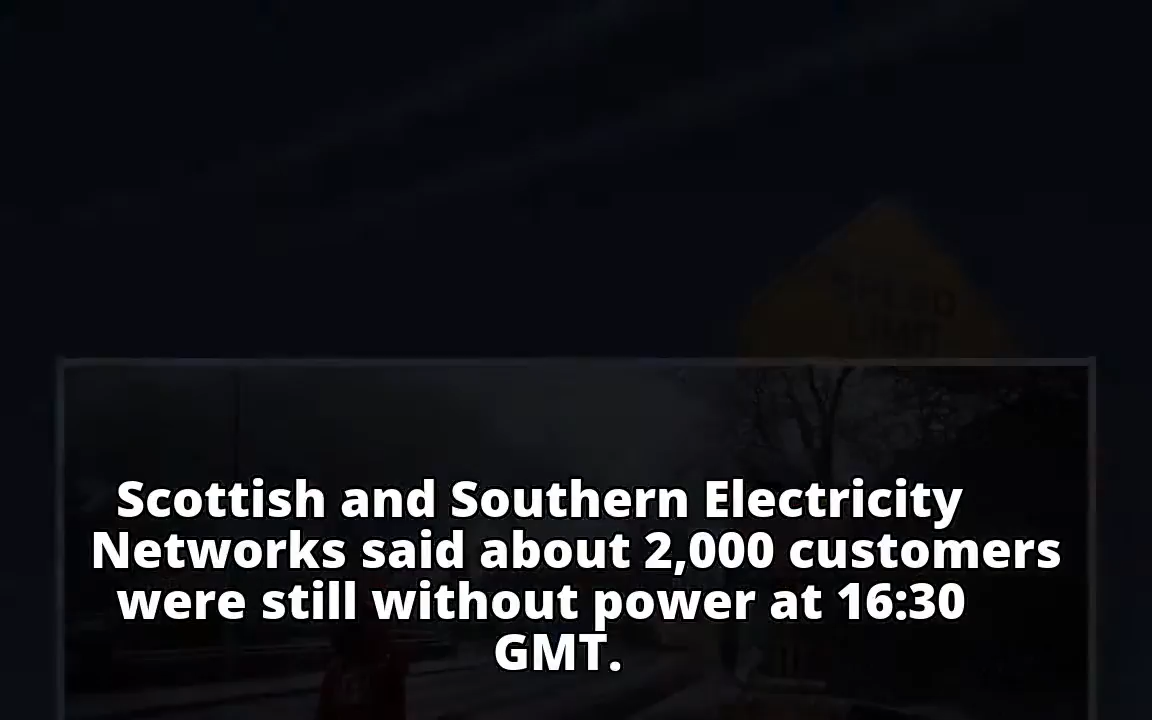 Scottish and Southern Electricity
Networks said about 2,000 customers
were still without power at 16:30
GMT.